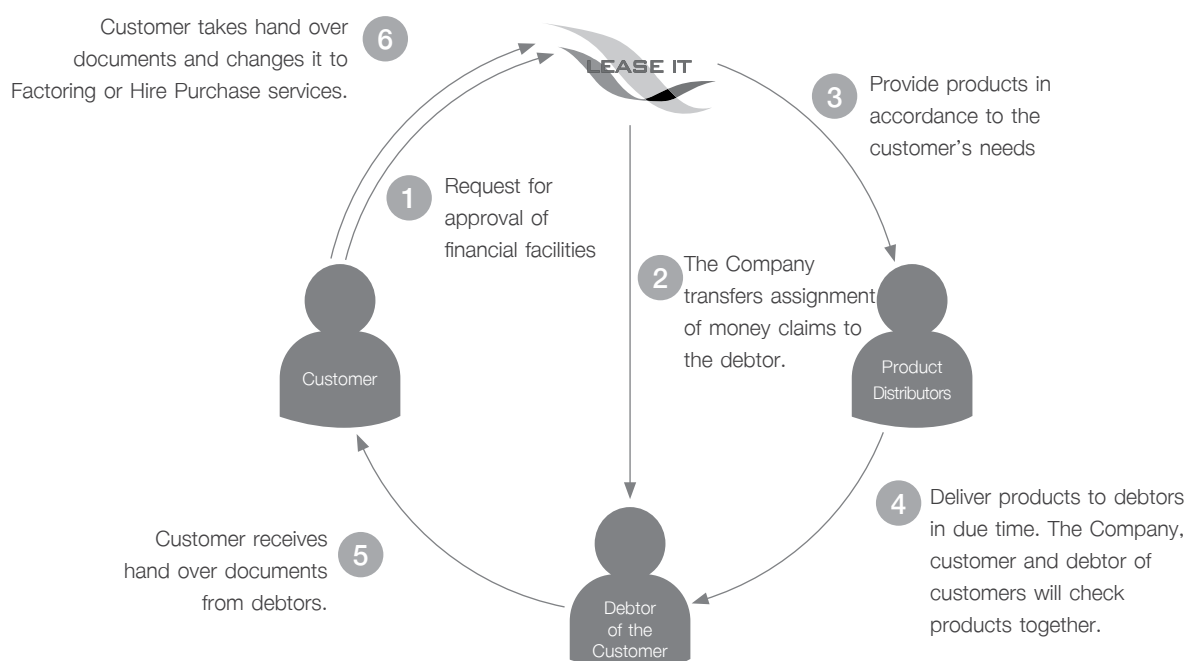 Customer takes hand over
documents and changes it to
Factoring or Hire Purchase services.
6
LEASE IT
3
Provide products in
accordance to the
customer’s needs
1
Request for
approval of
financial facilities
2
The Company
transfers assignment
of money claims to
the debtor.
Customer
Product
Distributors
4
Deliver products to debtors
in due time. The Company,
customer and debtor of
customers will check
products together.
Customer receives
hand over documents
from debtors.
5
Debtor
of the
Customer